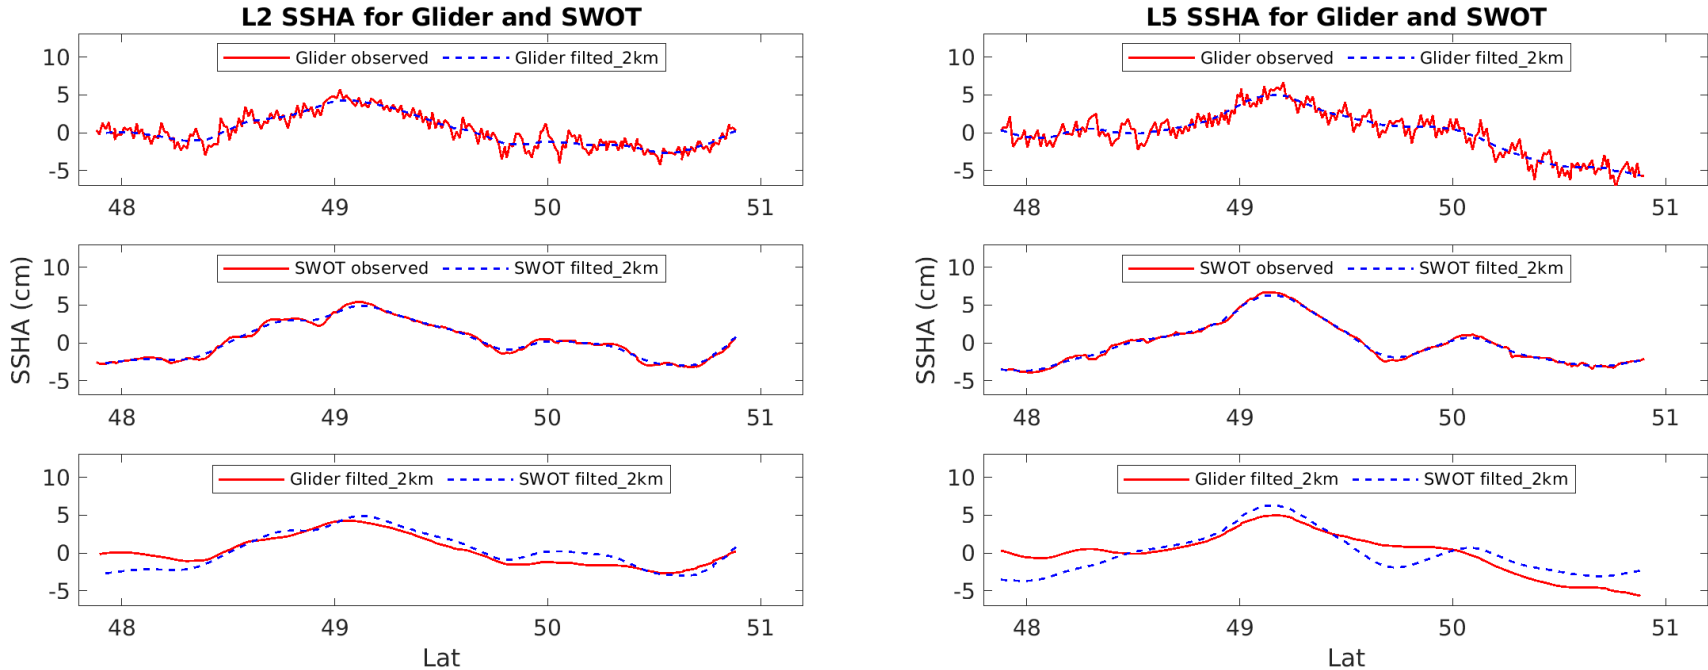 L2 SSHA for Glider and SWOT
10
5
0
-5
Glider observed
Glider filted_2km
48
49
50
51
SSHA (cm)
10
5
0
-5
SWOT observed
SWOT filted_2km
48
49
50
51
10
5
0
-5
Glider filted_2km
SWOT filted_2km
48
49
50
51
Lat
L5 SSHA for Glider and SWOT
10
5
0
-5
Glider observed
Glider filted_2km
48
49
50
51
SSHA (cm)
10
5
0
-5
SWOT observed
SWOT filted_2km
48
49
50
51
10
5
0
-5
Glider filted_2km
SWOT filted_2km
48
49
50
51
Lat